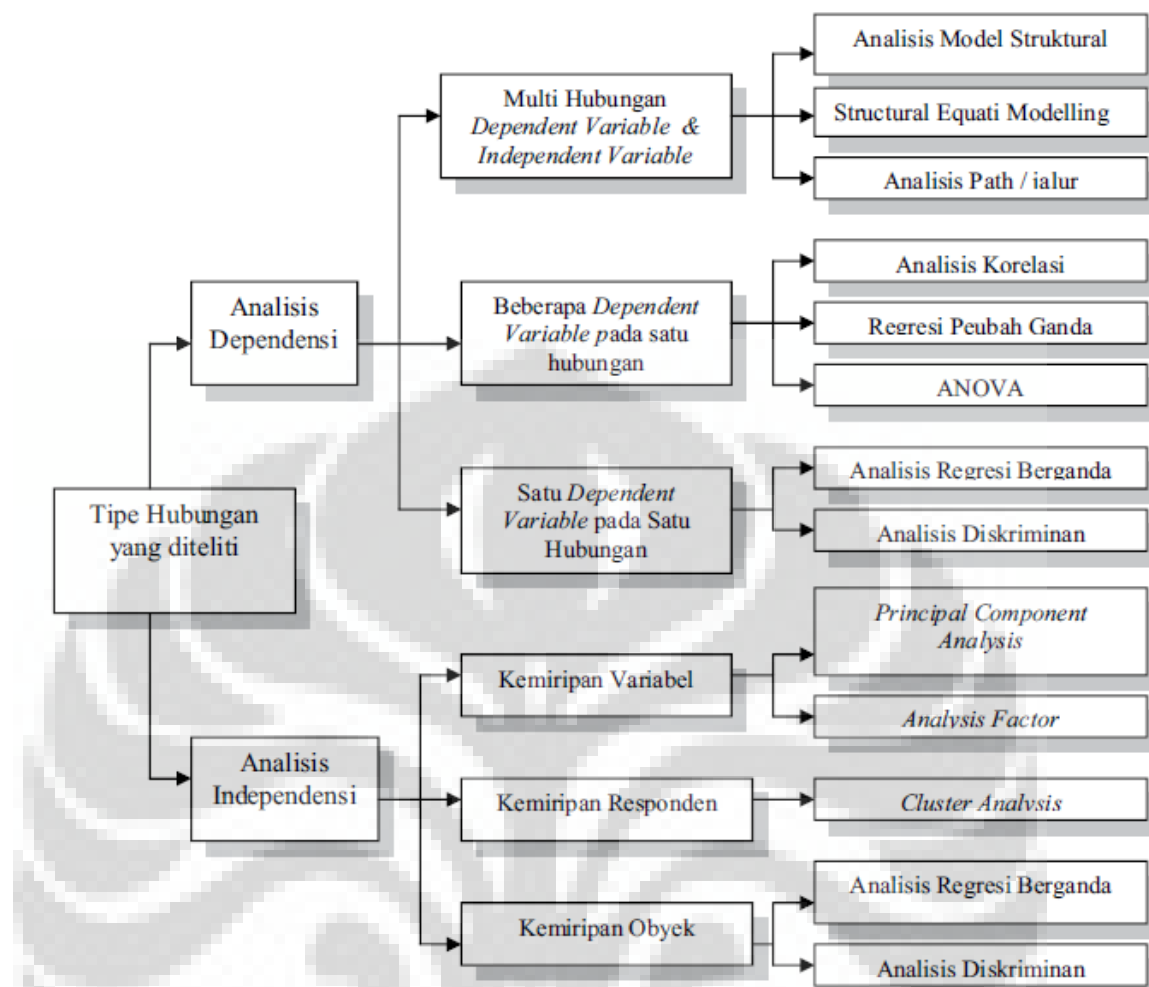 Tipe Hubungan
yang diteliti
Analisis
Dependensi
Multi Hubungan
Dependent Variable &
Independent Variable
Analisis Model Struktural
Structural Equati Modelling
Analisis Path / ialur
Beberapa Dependent
Variable pada satu
hubungan
Analisis Korelasi
Regresi Peubah Ganda
ANOVA
Satu Dependent
Variable pada Satu
Hubungan
Analisis Regresi Berganda
Analisis Diskriminan
Analisis
Independensi
Kemiripan Variabel
Principal Component
Analysis
Analysis Factor
Kemiripan Responden
Cluster Analysis
Kemiripan Obyek
Analisis Regresi Berganda
Analisis Diskriminan